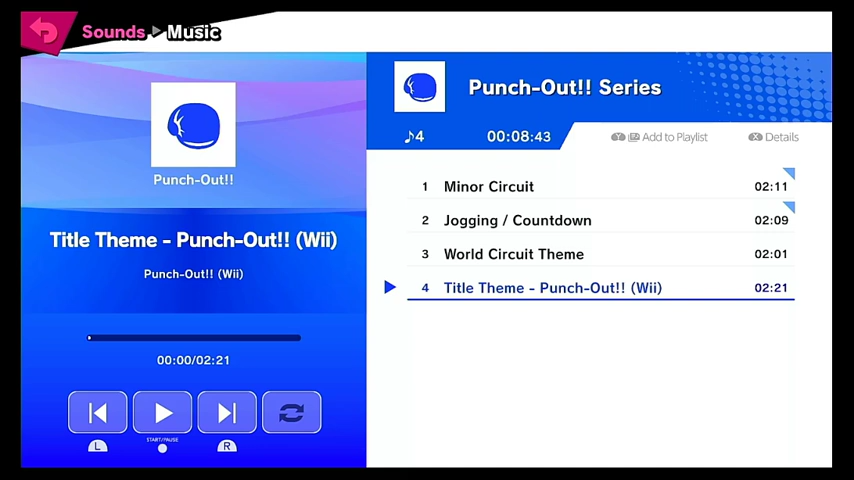 Sounds ▶ Music
Punch-Out!!
Title Theme - Punch-Out!! (Wii)
Punch-Out!! (Wii)
00:00/02:21
L
START/PAUSE
R
Punch-Out!! Series
♪4 00:08:43 Y Add to Playlist X Details
1 Minor Circuit 02:11
2 Jogging / Countdown 02:09
3 World Circuit Theme 02:01
4 Title Theme - Punch-Out!! (Wii) 02:21